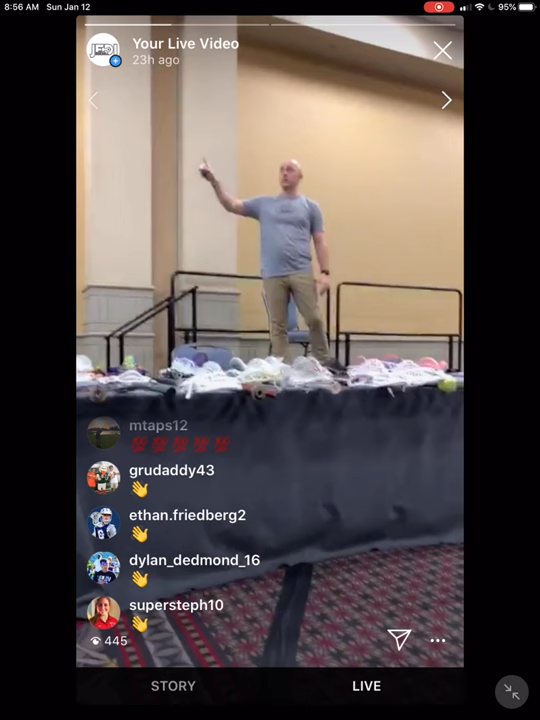 8:56 AM Sun Jan 12
95%
JEDI
Your Live Video
23h ago
mtaps12
💯 💯 💯 💯 💯
grudaddy43
👋
ethan.friedberg2
👋
dylan_dedmond_16
👋
supersteph10
👋
445
STORY LIVE